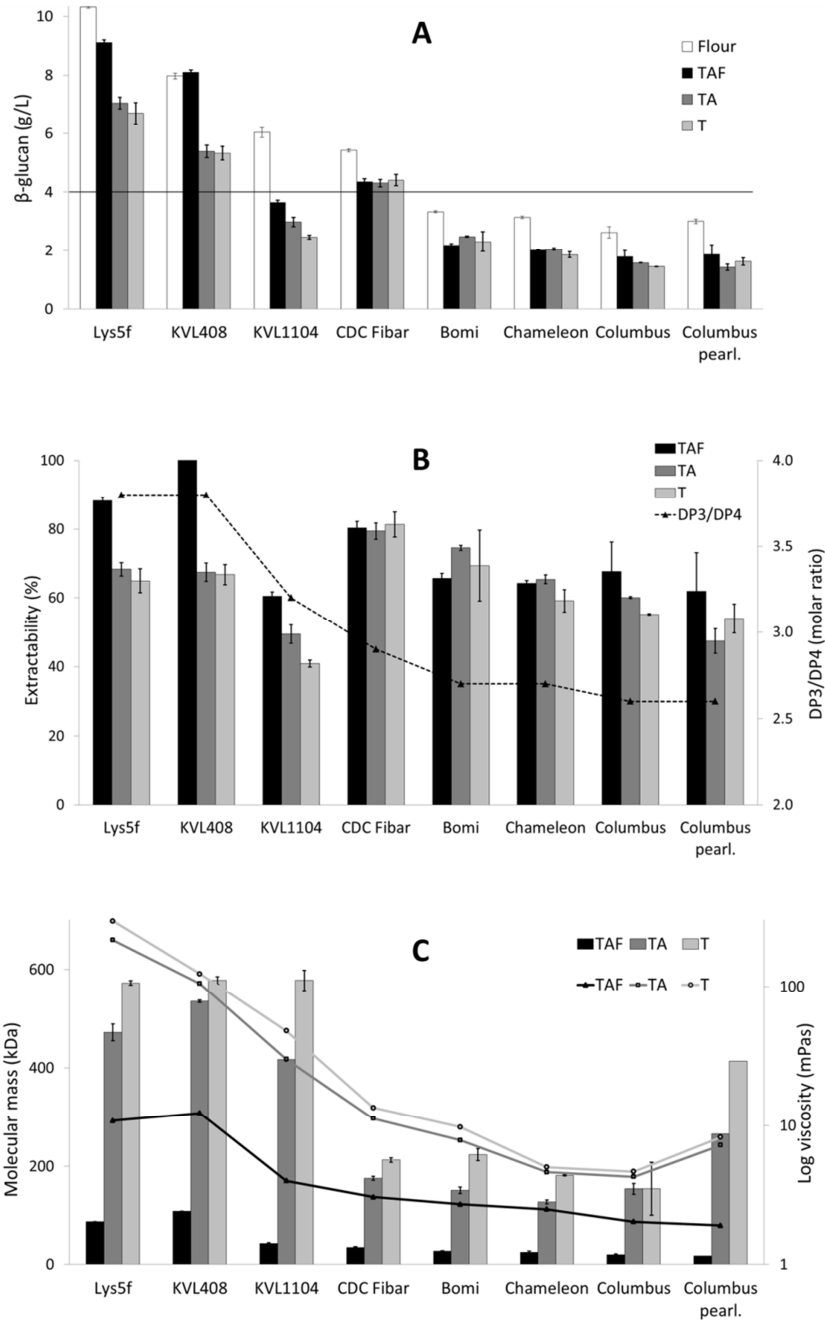 A
Flour
TAF
TA
T
β-glucan (g/L)
10
8
6
4
2
0
Lys5f KVL408 KVL1104 CDC Fibar Bomi Chameleon Columbus Columbus pearl.
B
TAF
TA
T
DP3/DP4
Extractability (%)
100
80
60
40
20
0
DP3/DP4 (molar ratio)
4.0
3.5
3.0
2.5
2.0
Lys5f KVL408 KVL1104 CDC Fibar Bomi Chameleon Columbus Columbus pearl.
C
TAF TA T
TAF TA T
Molecular mass (kDa)
600
400
200
0
Log viscosity (mPas)
100
10
1
Lys5f KVL408 KVL1104 CDC Fibar Bomi Chameleon Columbus Columbus pearl.